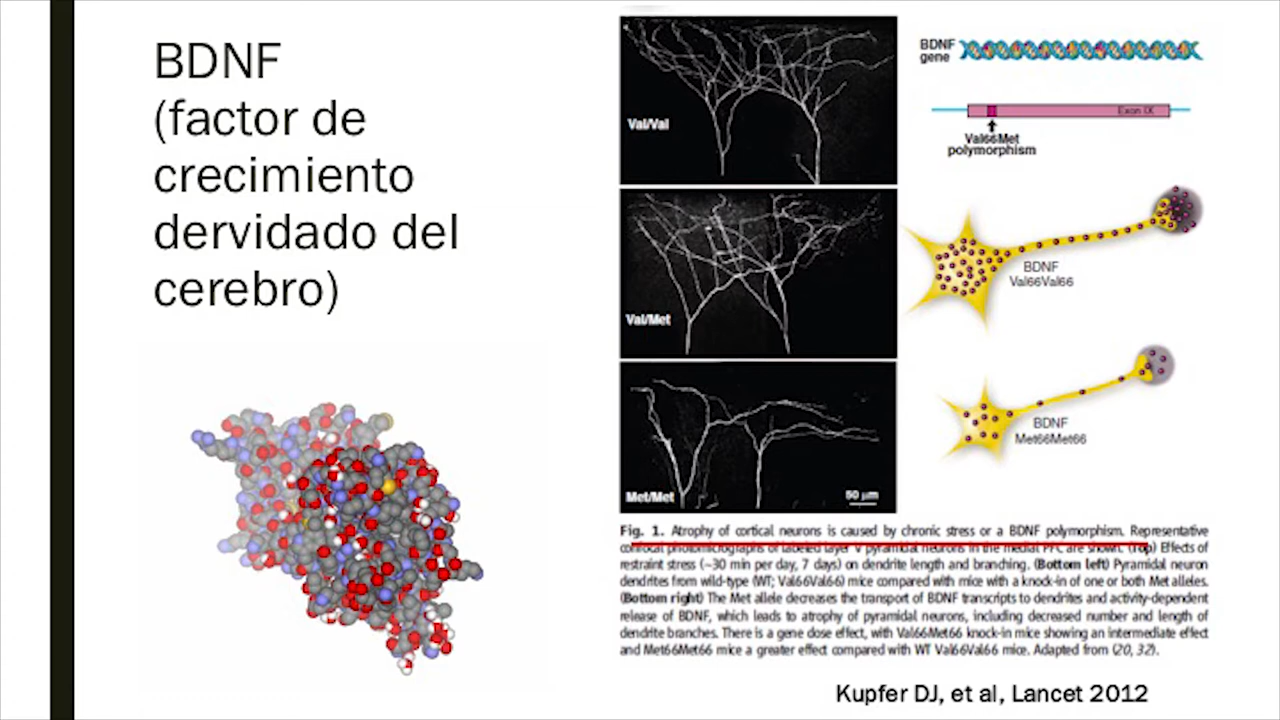 BDNF
(factor de
crecimiento
dervidado del
cerebro)
Val/Val
Val/Met
Met/Met
50 μm
BDNF
gene
Exon IX
Val66Met
polymorphism
BDNF
Val66Val66
BDNF
Met66Met66
Fig. 1. Atrophy of cortical neurons is caused by chronic stress or a BDNF polymorphism. Representative
confocal photomicrographs of labeled layer V pyramidal neurons in the medial PFC are shown. (Top) Effects of
restraint stress (~30 min per day, 7 days) on dendrite length and branching. (Bottom left) Pyramidal neuron
dendrites from wild-type (WT; Val66Val66) mice compared with mice with a knock-in of one or both Met alleles.
(Bottom right) The Met allele decreases the transport of BDNF transcripts to dendrites and activity-dependent
release of BDNF, which leads to atrophy of pyramidal neurons, including decreased number and length of
dendrite branches. There is a gene dose effect, with Val66Met66 knock-in mice showing an intermediate effect
and Met66Met66 mice a greater effect compared with WT Val66Val66 mice. Adapted from (20, 32).
Kupfer DJ, et al, Lancet 2012